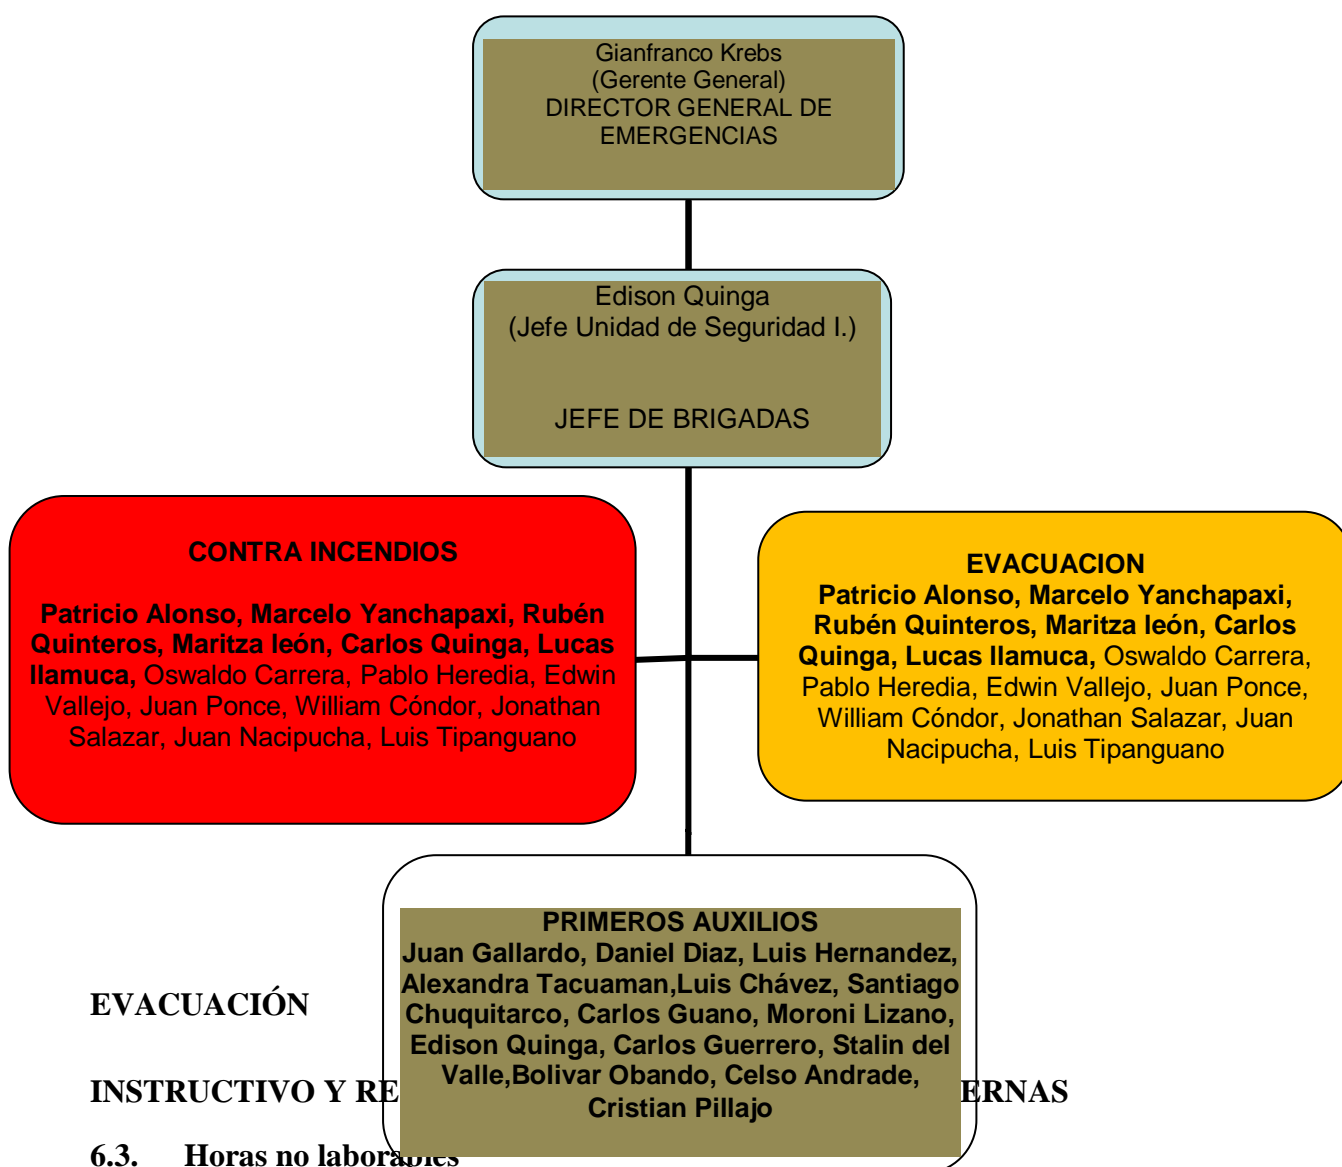 Gianfranco Krebs
(Gerente General)
DIRECTOR GENERAL DE
EMERGENCIAS
Edison Quinga
(Jefe Unidad de Seguridad I.)
JEFE DE BRIGADAS
CONTRA INCENDIOS
Patricio Alonso, Marcelo Yanchapaxi, Rubén
Quinteros, Maritza león, Carlos Quinga, Lucas
llamuca, Oswaldo Carrera, Pablo Heredia, Edwin
Vallejo, Juan Ponce, William Cóndor, Jonathan
Salazar, Juan Nacipucha, Luis Tipanguano
EVACUACION
Patricio Alonso, Marcelo Yanchapaxi,
Rubén Quinteros, Maritza león, Carlos
Quinga, Lucas llamuca, Oswaldo Carrera,
Pablo Heredia, Edwin Vallejo, Juan Ponce,
William Cóndor, Jonathan Salazar, Juan
Nacipucha, Luis Tipanguano
PRIMEROS AUXILIOS
Juan Gallardo, Daniel Diaz, Luis Hernandez,
Alexandra Tacuaman,Luis Chávez, Santiago
Chuquitarco, Carlos Guano, Moroni Lizano,
Edison Quinga, Carlos Guerrero, Stalin del
Valle,Bolivar Obando, Celso Andrade,
Cristian Pillajo
EVACUACIÓN
INSTRUCTIVO Y RE ERNAS
6.3. Horas no laborables